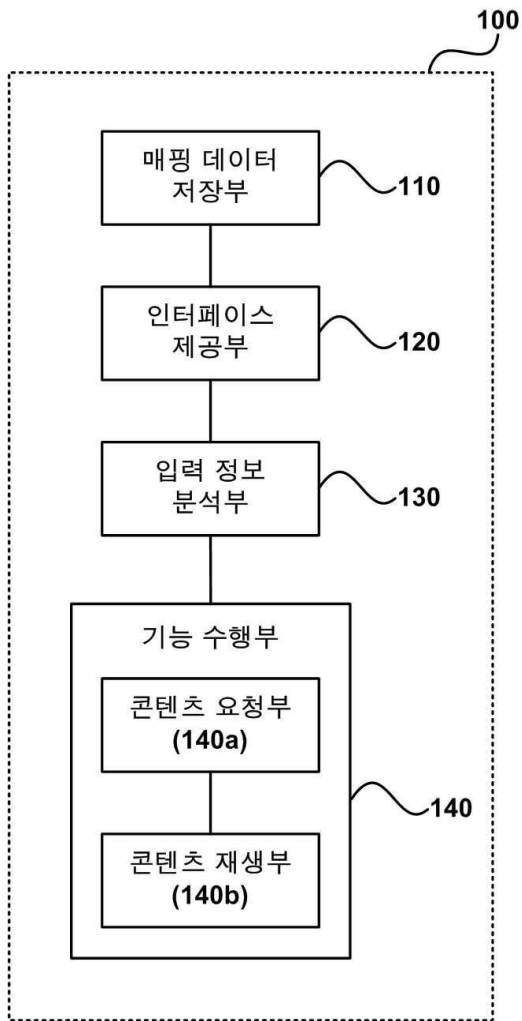 100
매핑 데이터
저장부
110
인터페이스
제공부
120
입력 정보
분석부
130
기능 수행부
콘텐츠 요청부
(140a)
140
콘텐츠 재생부
(140b)